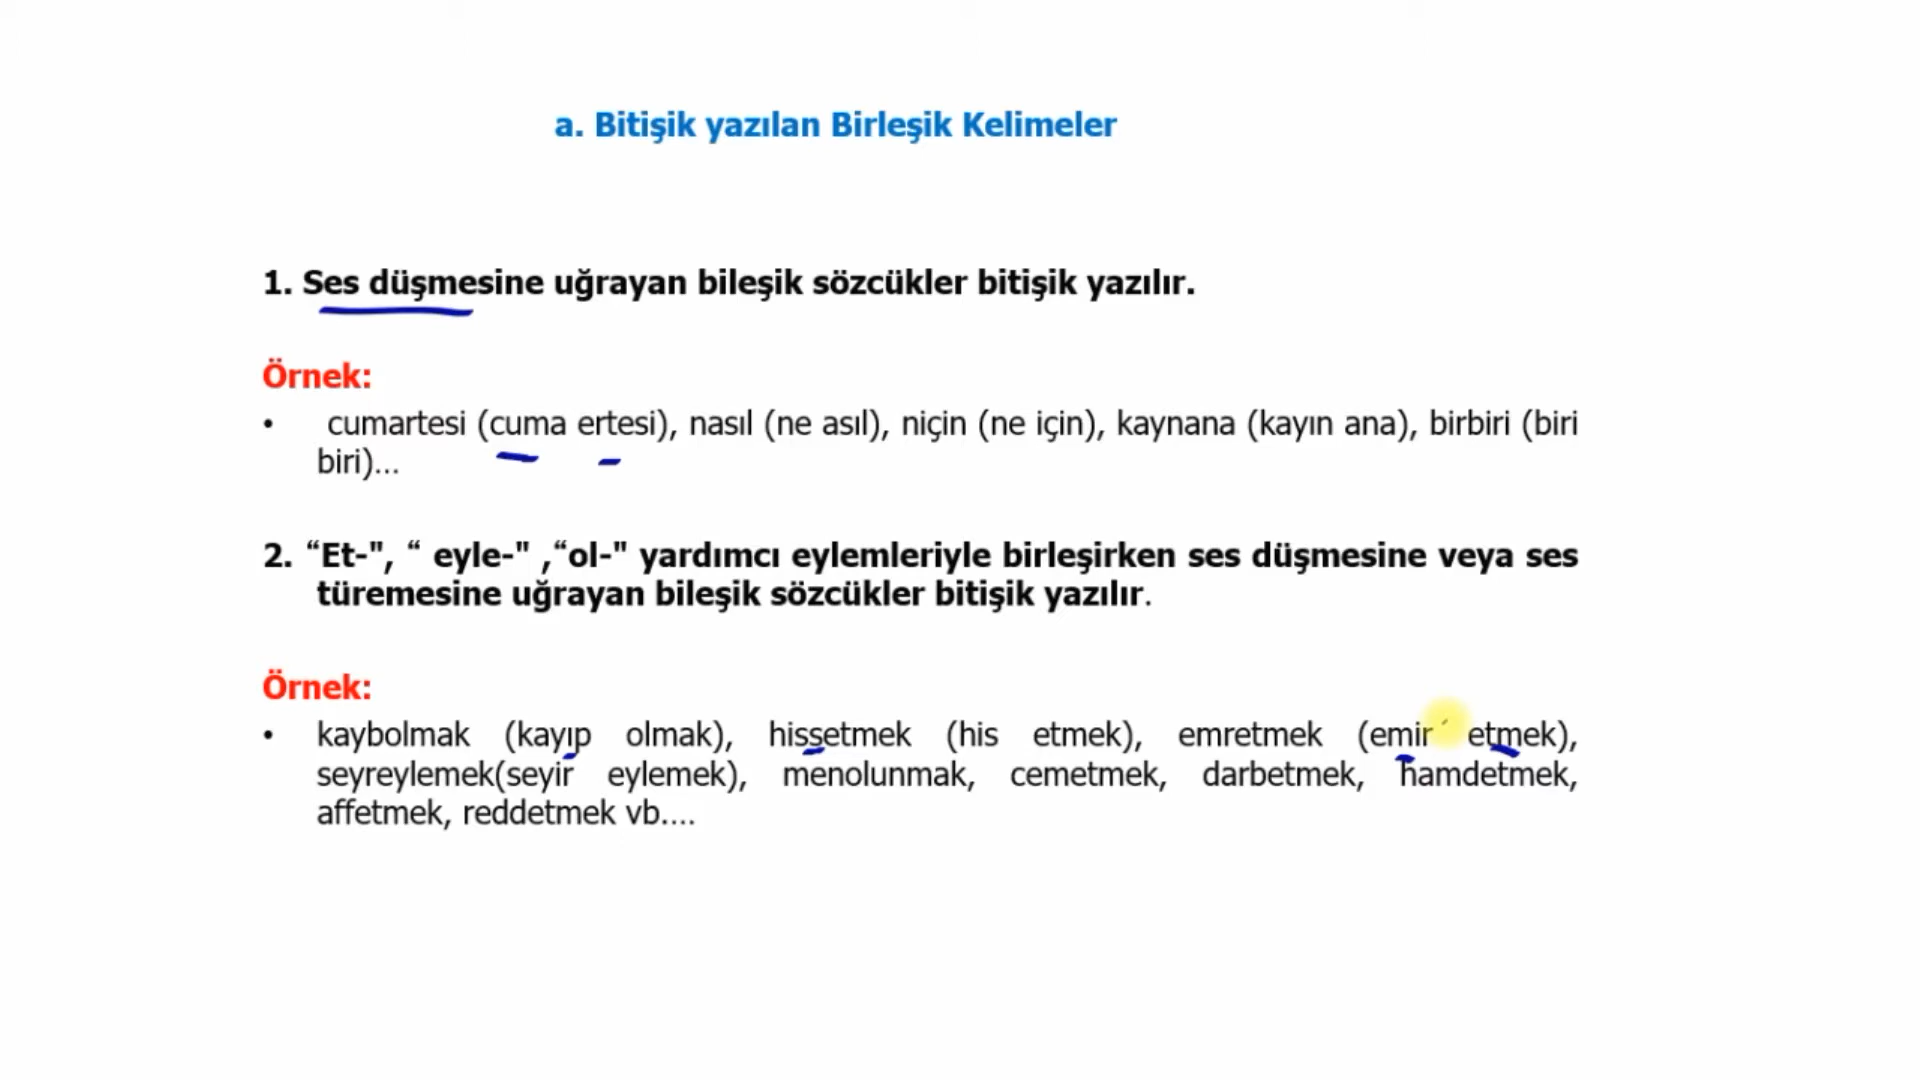 a. Bitişik yazılan Birleşik Kelimeler
1. Ses düşmesine uğrayan bileşik sözcükler bitişik yazılır.
Örnek:
• cumartesi (cuma ertesi), nasıl (ne asıl), niçin (ne için), kaynana (kayın ana), birbiri (biri
biri)...
2. “Et-", “ eyle-" ,“ol-" yardımcı eylemleriyle birleşirken ses düşmesine veya ses
türemesine uğrayan bileşik sözcükler bitişik yazılır.
Örnek:
• kaybolmak (kayıp olmak), hissetmek (his etmek), emretmek (emir etmek),
seyreylemek(seyir eylemek), menolunmak, cemetmek, darbetmek, hamdetmek,
affetmek, reddetmek vb....